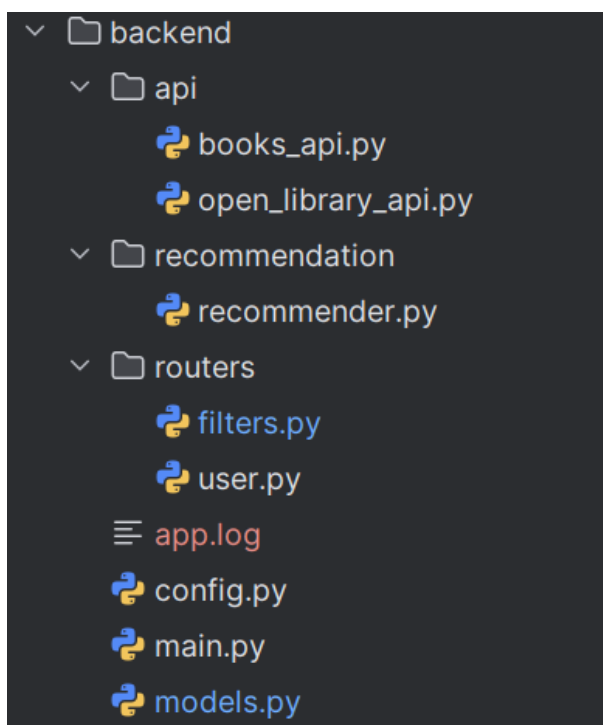 backend
api
books_api.py
open_library_api.py
recommendation
recommender.py
routers
filters.py
user.py
app.log
config.py
main.py
models.py